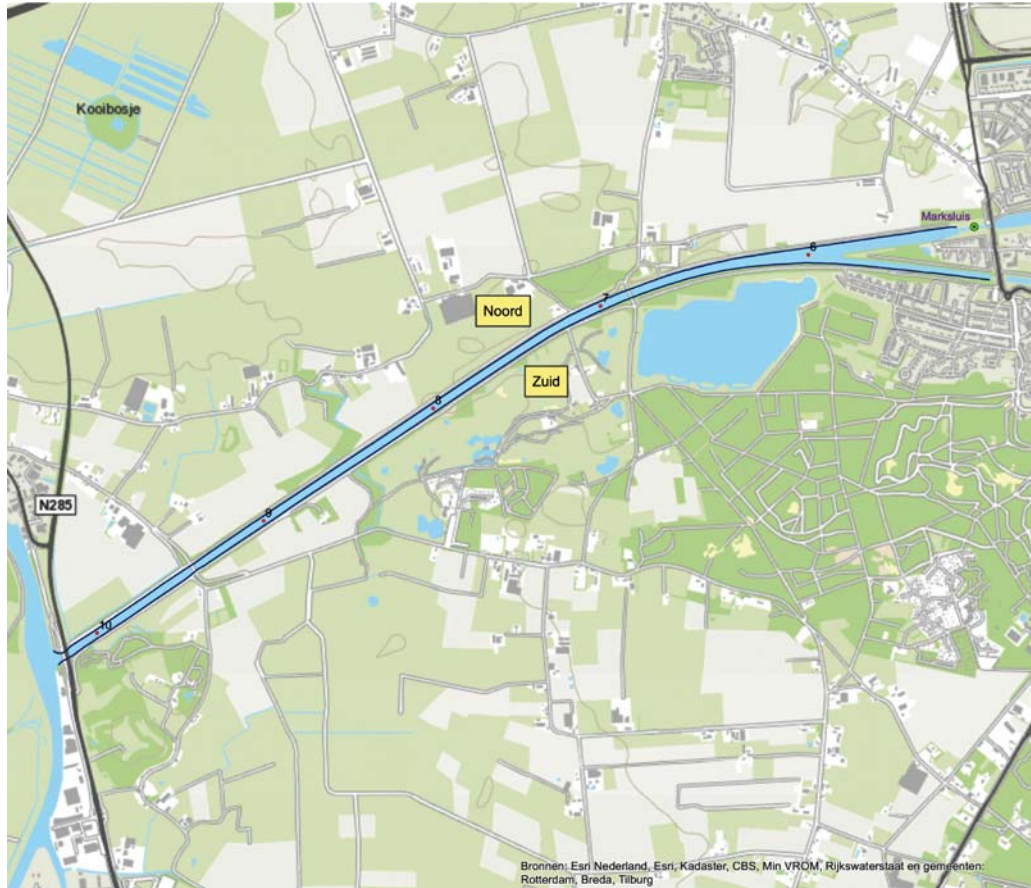 Kooibosje
Marksluis
6
7
Noord
Zuid
8
N285
9
10
Bronnen: Esri Nederland, Esri, Kadaster, CBS, Min VROM, Rijkswaterstaat en gemeenten:
Rotterdam, Breda, Tilburg